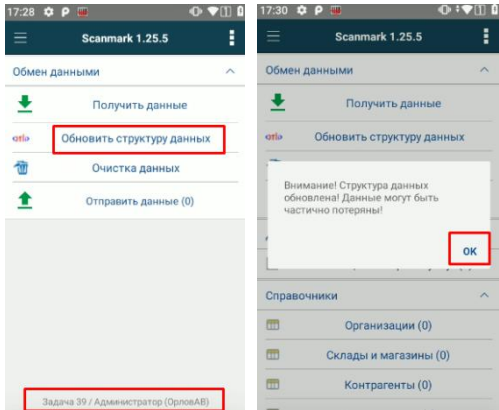 17:28
Scanmark 1.25.5
Обмен данными
Получить данные
Обновить структуру данных
Очистка данных
Отправить данные (0)
Задача 39 / Администратор (ОрловАВ)
17:30
Scanmark 1.25.5
Обмен данными
Получить данные
Обновить структуру данных
Внимание! Структура данных
обновлена! Данные могут быть
частично потеряны!
ОК
Справочники
Организации (0)
Склады и магазины (0)
Контрагенты (0)